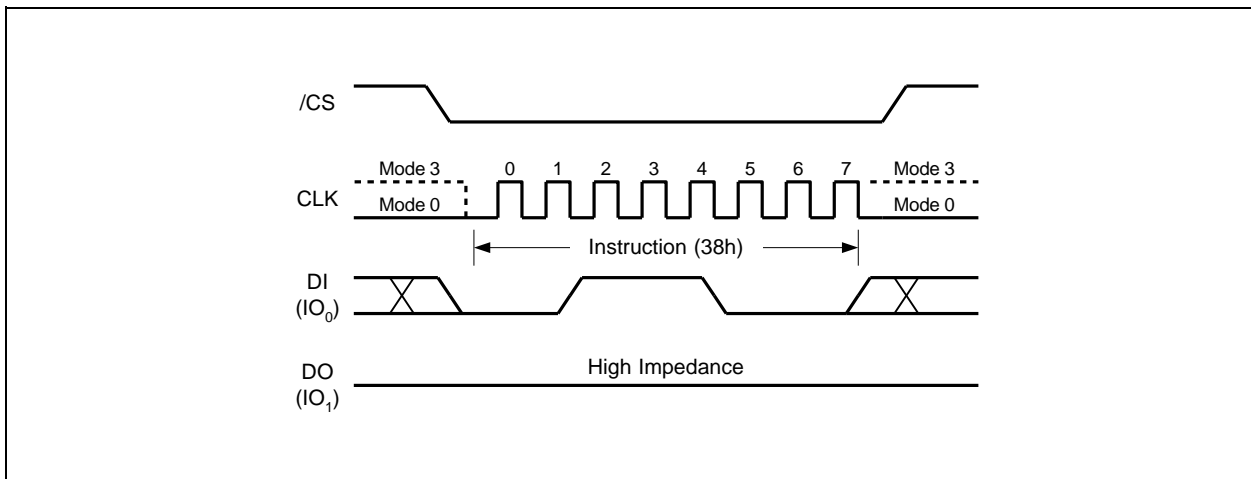 /CS
Mode 3 0 1 2 3 4 5 6 7 Mode 3
CLK
Mode 0 Mode 0
Instruction (38h)
DI
(IO₀)
High Impedance
DO
(IO₁)